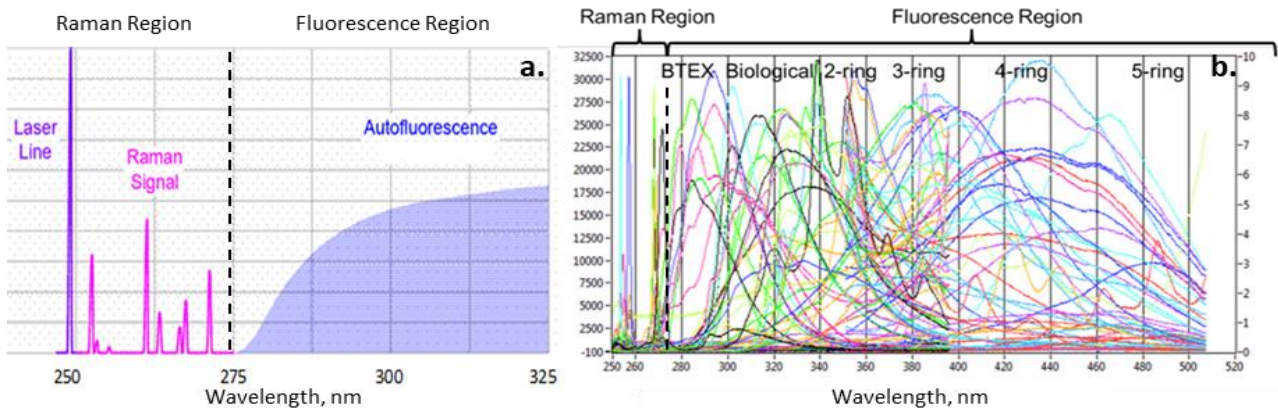 Raman Region
Fluorescence Region
a.
Laser
Line
Raman
Signal
Autofluorescence
250
275
300
325
Wavelength, nm
Raman Region
Fluorescence Region
BTEX
Biological
2-ring
3-ring
4-ring
5-ring
b.
32500
30000
27500
25000
22500
20000
17500
15000
12500
10000
7500
5000
2500
-100
10
9
8
7
6
5
4
3
2
1
0
250 260 280 300 320 340 360 380 400 420 440 460 480 500 520
Wavelength, nm